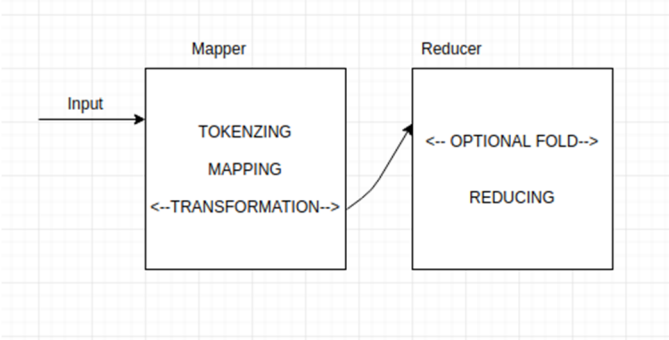 Mapper
Reducer
Input
TOKENZING
MAPPING
<--TRANSFORMATION-->
<-- OPTIONAL FOLD-->
REDUCING